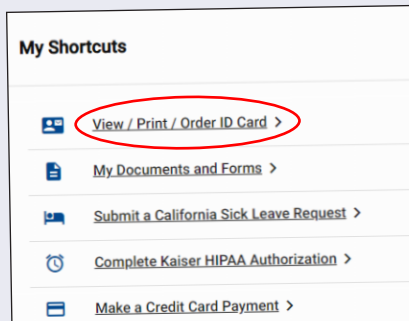 My Shortcuts
View / Print / Order ID Card >
My Documents and Forms >
Submit a California Sick Leave Request >
Complete Kaiser HIPAA Authorization >
Make a Credit Card Payment >